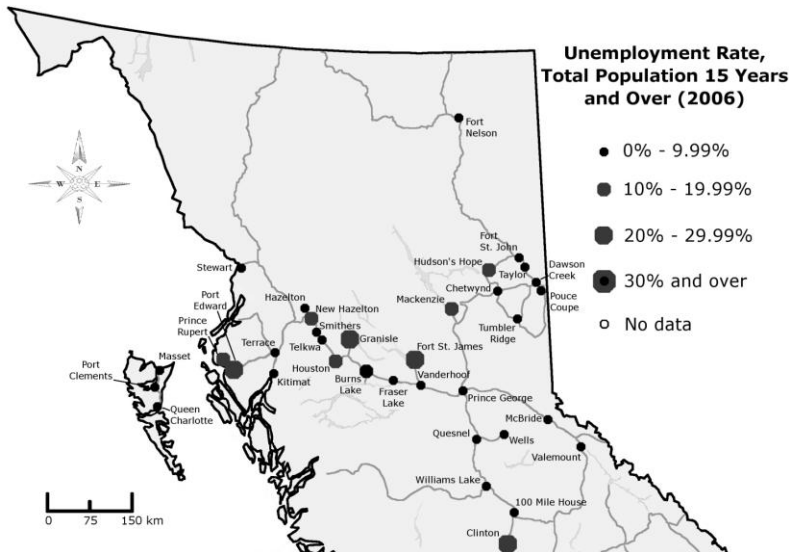 Unemployment Rate,
Total Population 15 Years
and Over (2006)
0% - 9.99%
10% - 19.99%
20% - 29.99%
30% and over
No data
N
W E
S
Fort
Nelson
Fort
St. John
Hudson's Hope
Taylor
Dawson
Creek
Chetwynd
Pouce
Coupe
Mackenzie
Tumbler
Ridge
Stewart
Port
Edward
Hazelton
New Hazelton
Prince
Rupert
Smithers
Granisle
Terrace
Telkwa
Fort St. James
Houston
Masset
Port
Clements
Kitimat
Burns
Lake
Vanderhoof
Fraser
Lake
Prince George
Queen
Charlotte
McBride
Quesnel
Wells
Valemount
Williams Lake
100 Mile House
Clinton
0 75 150 km